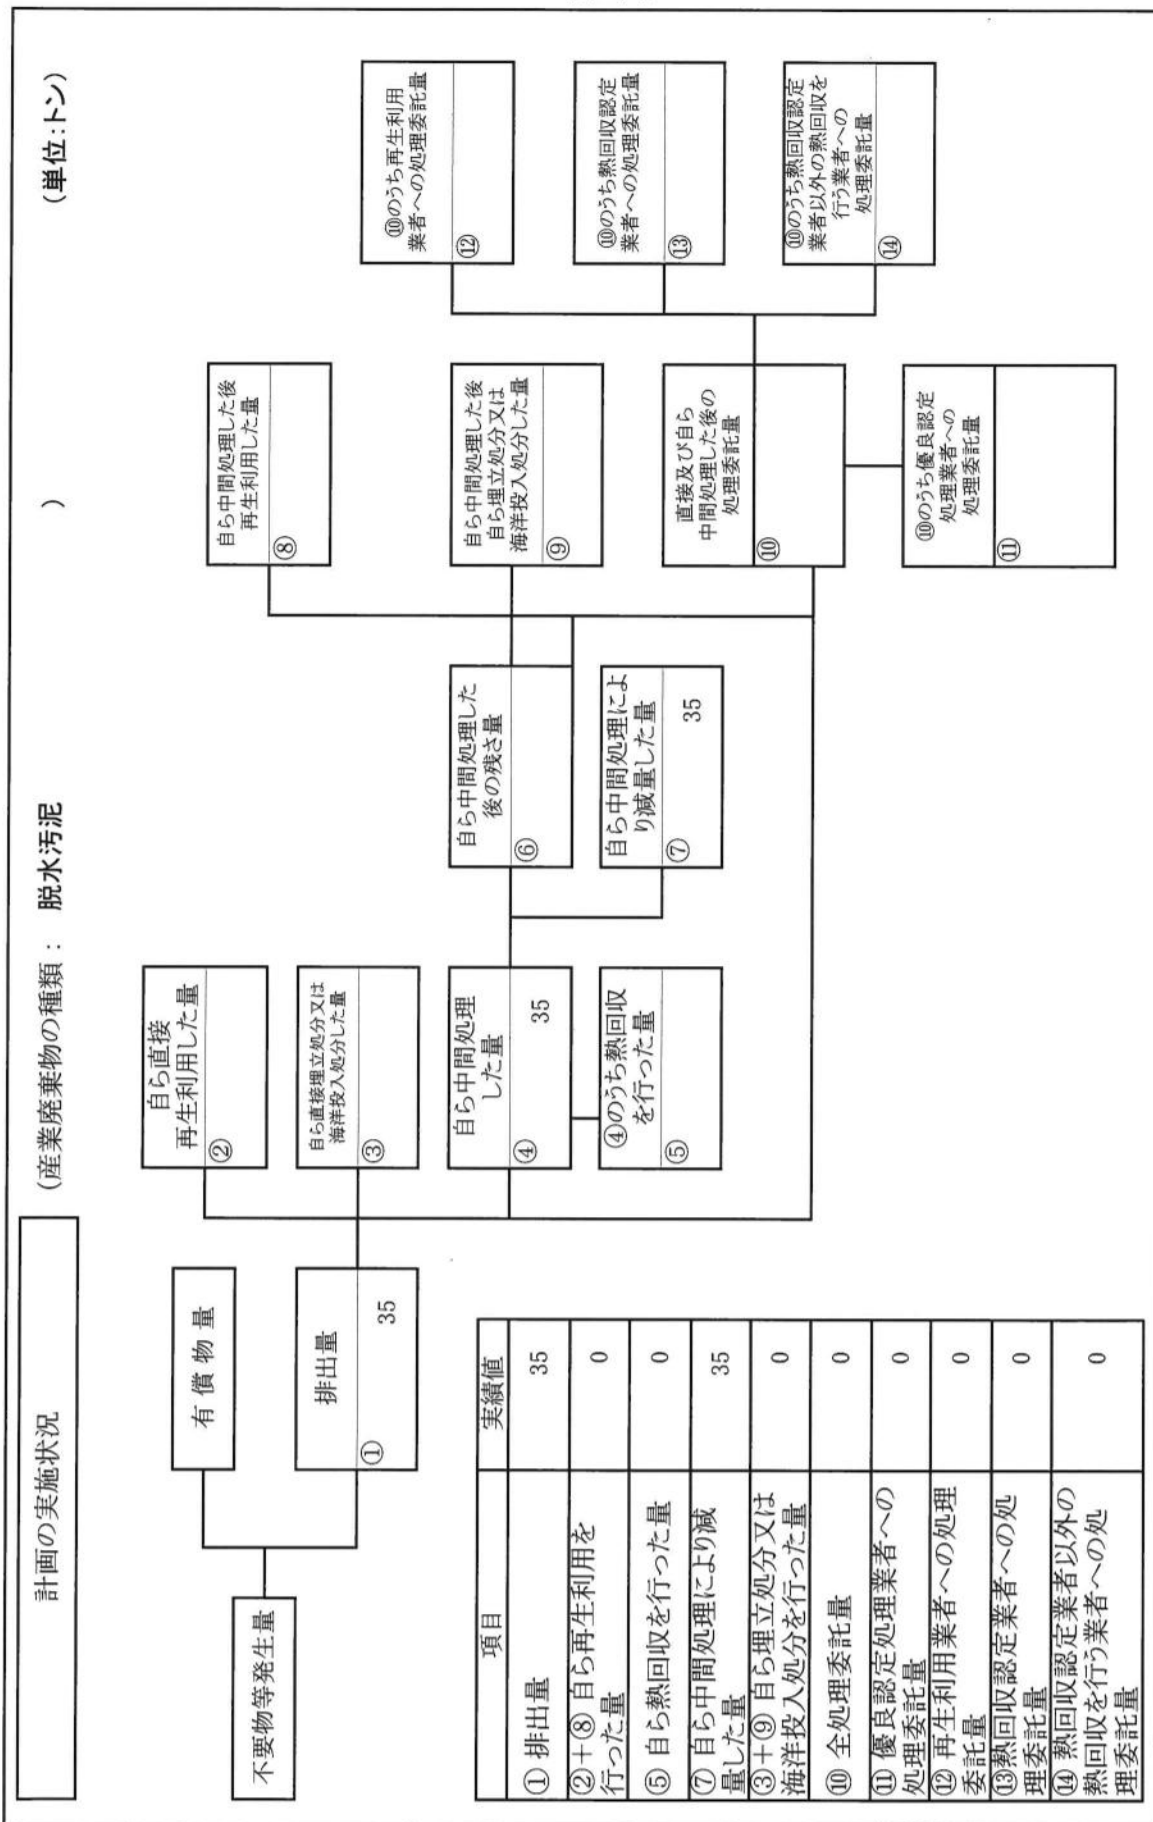 計画の実施状況
(産業廃棄物の種類： 脱水汚泥
)
(単位:トン)
不要物等発生量
有 償 物 量
排出量
① 35
自ら直接
再生利用した量
②
自ら直接埋立処分又は
海洋投入処分した量
③
自ら中間処理
した量
④ 35
④のうち熱回収
を行った量
⑤
自ら中間処理した
後の残さ量
⑥
自ら中間処理によ
り減量した量
⑦ 35
自ら中間処理した後
再生利用した量
⑧
自ら中間処理した後
自ら埋立処分又は
海洋投入処分した量
⑨
直接及び自ら
中間処理した後の
処理委託量
⑩
⑩のうち優良認定
処理業者への
処理委託量
⑪
⑩のうち再生利用
業者への処理委託量
⑫
⑩のうち熱回収認定
業者への処理委託量
⑬
⑩のうち熱回収認定
業者以外の熱回収を
行う業者への
処理委託量
⑭
項目 実績値
① 排出量 35
②+⑧ 自ら再生利用を
行った量 0
⑤ 自ら熱回収を行った量 0
⑦ 自ら中間処理により減
量した量 35
③+⑨ 自ら埋立処分又は
海洋投入処分を行った量 0
⑩ 全処理委託量 0
⑪ 優良認定処理業者への
処理委託量 0
⑫ 再生利用業者への処理
委託量 0
⑬熱回収認定業者への処
理委託量 0
⑭ 熱回収認定業者以外の
熱回収を行う業者への処
理委託量 0